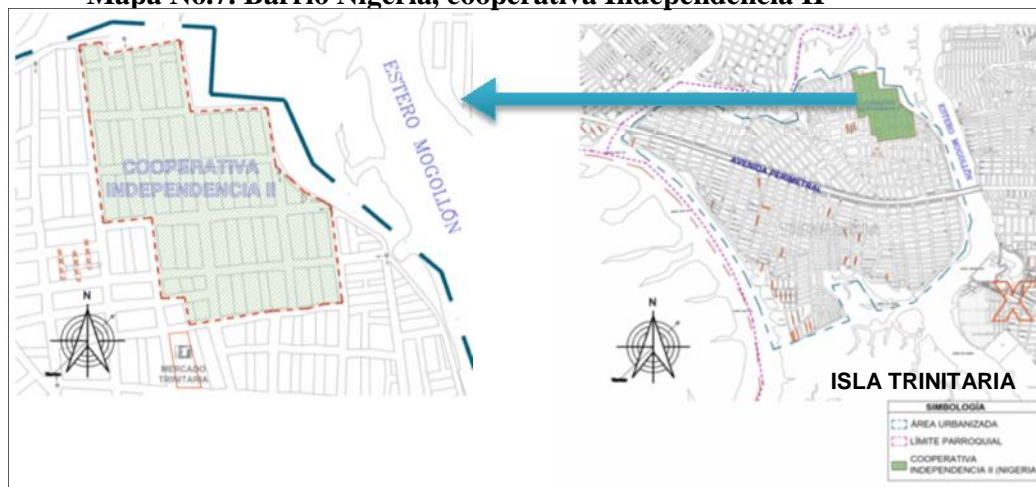 Mapa No.7. Barrio Nigeria, cooperativa Independencia II
COOPERATIVA
INDEPENDENCIA II
ESTERO MOGOLLÓN
N
MERCADO
TRINITARIA
AVENIDA PERIMETRAL
ESTERO MOGOLLÓN
N
ISLA TRINITARIA
SIMBOLOGÍA
ÁREA URBANIZADA
LÍMITE PARROQUIAL
COOPERATIVA
INDEPENDENCIA II (NIGERIA